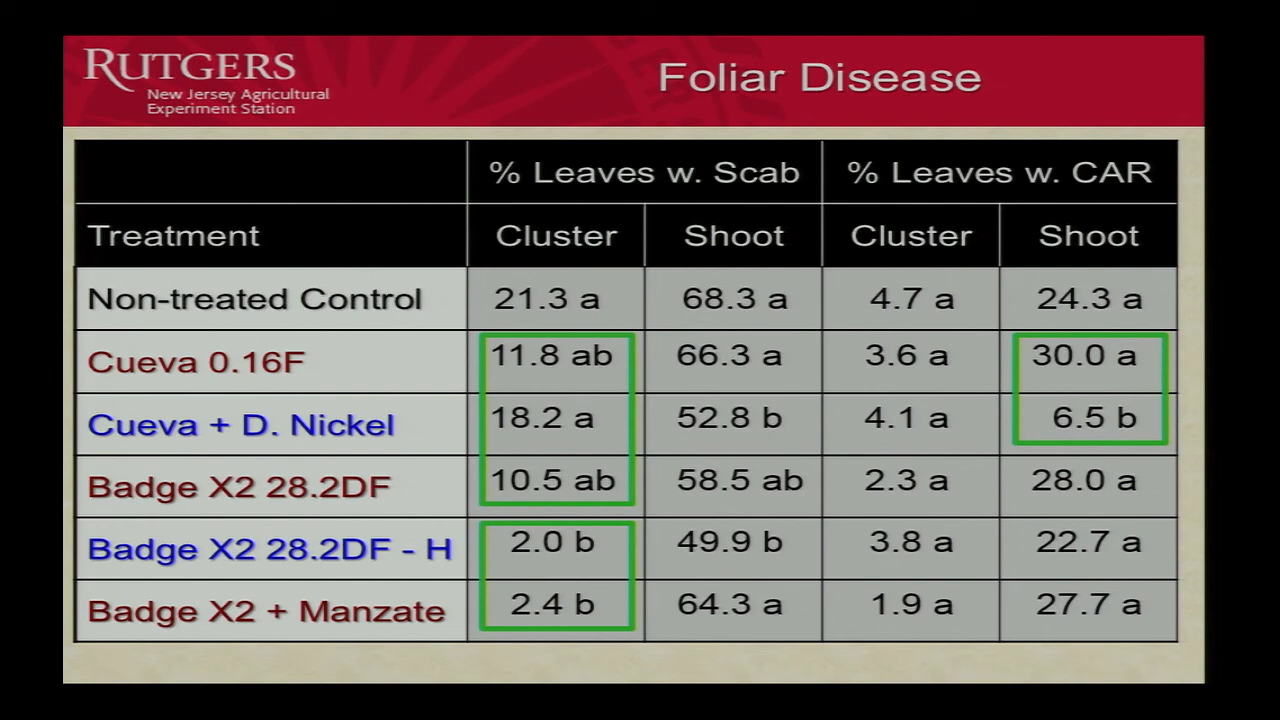 RUTGERS
New Jersey Agricultural
Experiment Station
Foliar Disease
% Leaves w. Scab % Leaves w. CAR
Treatment Cluster Shoot Cluster Shoot
Non-treated Control 21.3 a 68.3 a 4.7 a 24.3 a
Cueva 0.16F 11.8 ab 66.3 a 3.6 a 30.0 a
Cueva + D. Nickel 18.2 a 52.8 b 4.1 a 6.5 b
Badge X2 28.2DF 10.5 ab 58.5 ab 2.3 a 28.0 a
Badge X2 28.2DF - H 2.0 b 49.9 b 3.8 a 22.7 a
Badge X2 + Manzate 2.4 b 64.3 a 1.9 a 27.7 a